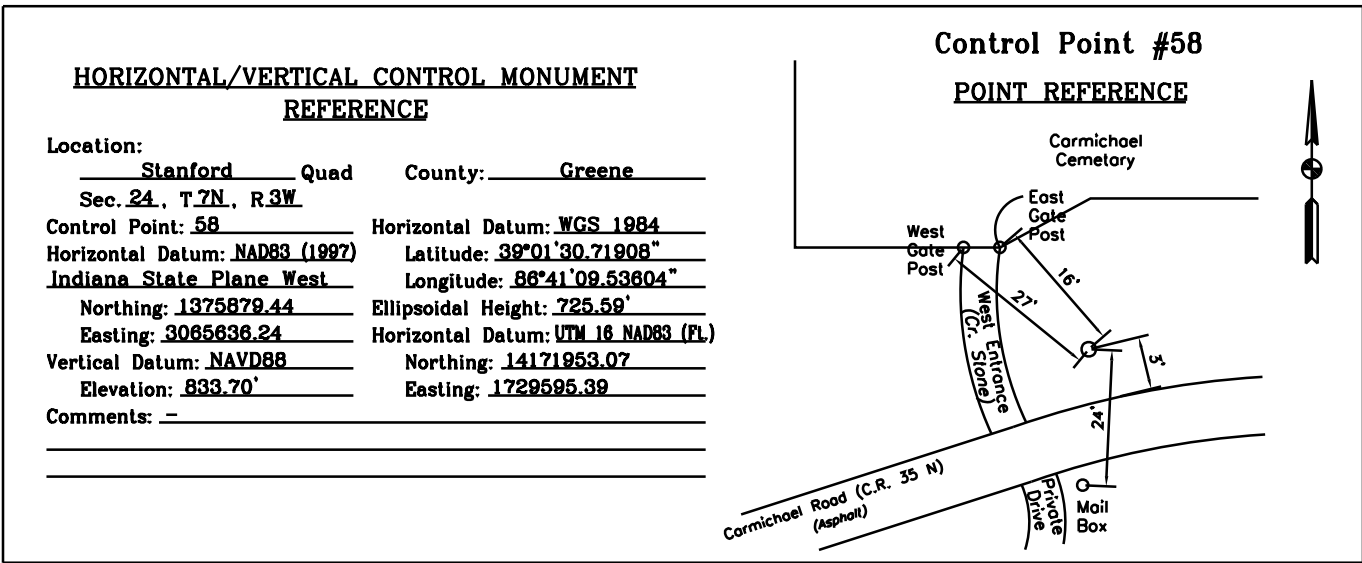 HORIZONTAL/VERTICAL CONTROL MONUMENT
REFERENCE
Location:
Stanford Quad County: Greene
Sec. 24, T 7N, R 3W
Control Point: 58 Horizontal Datum: WGS 1984
Horizontal Datum: NAD83 (1997) Latitude: 39°01'30.71908"
Indiana State Plane West Longitude: 86°41'09.53604"
Northing: 1375879.44 Ellipsoidal Height: 725.59'
Easting: 3065636.24 Horizontal Datum: UTM 16 NAD83 (Ft.)
Vertical Datum: NAVD88 Northing: 14171953.07
Elevation: 833.70' Easting: 1729595.39
Comments: –
Control Point #58
POINT REFERENCE
Carmichael
Cemetary
East
Gate
Post
West
Gate
Post
16'
27'
3'
24'
West Entrance
(Cr. Stone)
Carmichael Road (C.R. 35 N)
(Asphalt)
Private
Drive
Mail
Box